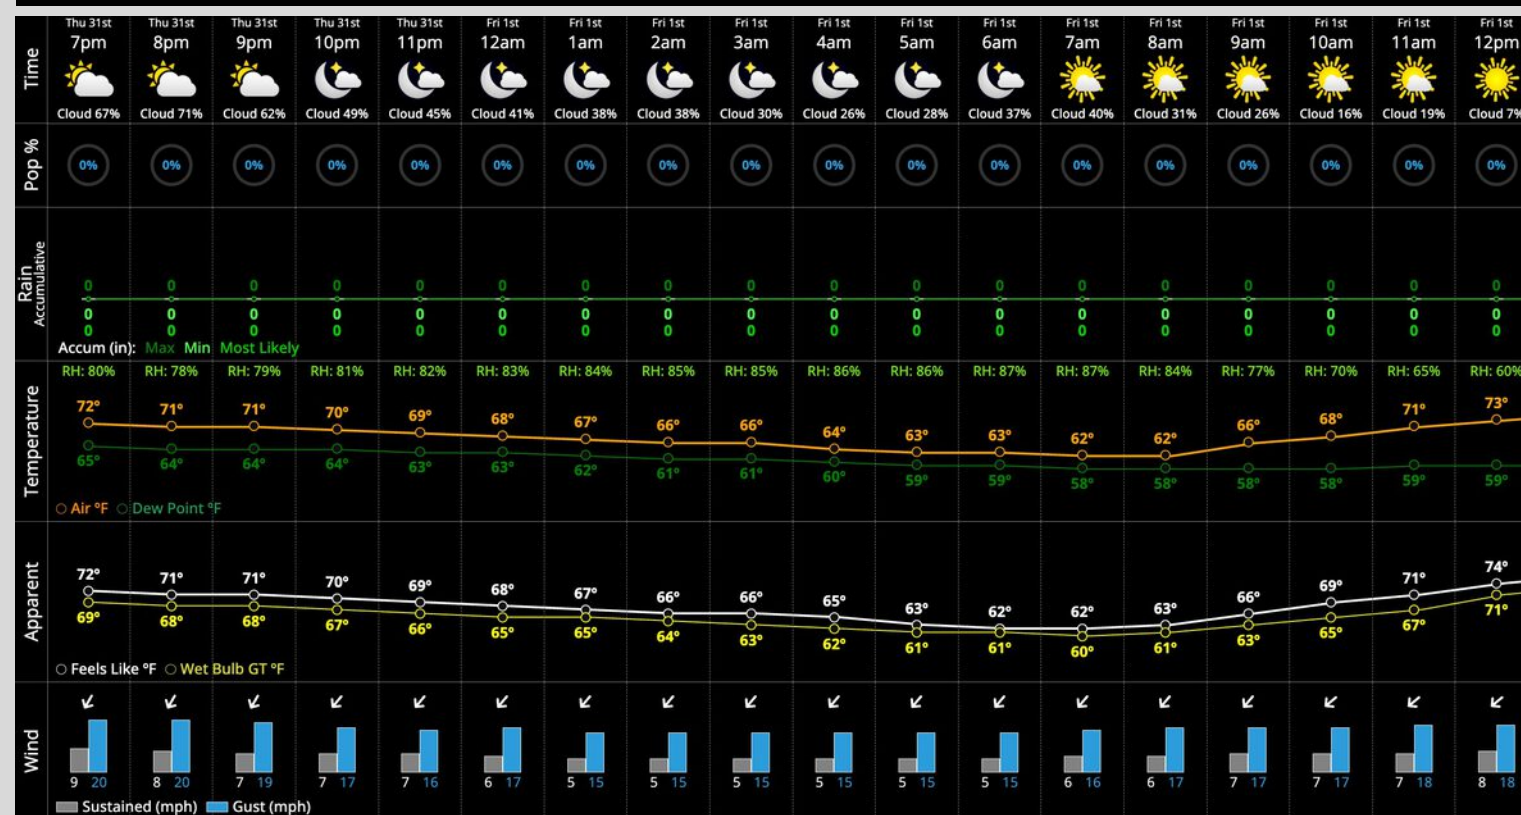 Time
Thu 31st Thu 31st Thu 31st Thu 31st Thu 31st Fri 1st Fri 1st Fri 1st Fri 1st Fri 1st Fri 1st Fri 1st Fri 1st Fri 1st Fri 1st Fri 1st Fri 1st Fri 1st
7pm 8pm 9pm 10pm 11pm 12am 1am 2am 3am 4am 5am 6am 7am 8am 9am 10am 11am 12pm
Cloud 67% Cloud 71% Cloud 62% Cloud 49% Cloud 45% Cloud 41% Cloud 38% Cloud 38% Cloud 30% Cloud 26% Cloud 28% Cloud 37% Cloud 40% Cloud 31% Cloud 26% Cloud 16% Cloud 19% Cloud 7%
Pop %
0% 0% 0% 0% 0% 0% 0% 0% 0% 0% 0% 0% 0% 0% 0% 0% 0% 0%
Rain
Accumulative
0 0 0 0 0 0 0 0 0 0 0 0 0 0 0 0 0 0
0 0 0 0 0 0 0 0 0 0 0 0 0 0 0 0 0 0
0 0 0 0 0 0 0 0 0 0 0 0 0 0 0 0 0 0
Accum (in): Max Min Most Likely
Temperature
RH: 80% RH: 78% RH: 79% RH: 81% RH: 82% RH: 83% RH: 84% RH: 85% RH: 85% RH: 86% RH: 86% RH: 87% RH: 87% RH: 84% RH: 77% RH: 70% RH: 65% RH: 60%
72° 71° 71° 70° 69° 68° 67° 66° 66° 64° 63° 63° 62° 62° 66° 68° 71° 73°
65° 64° 64° 64° 63° 63° 62° 61° 61° 60° 59° 59° 58° 58° 58° 58° 59° 59°
Air °F Dew Point °F
Apparent
72° 71° 71° 70° 69° 68° 67° 66° 66° 65° 63° 62° 62° 63° 66° 69° 71° 74°
69° 68° 68° 67° 66° 65° 65° 64° 63° 62° 61° 61° 60° 61° 63° 65° 67° 71°
Feels Like °F Wet Bulb GT °F
Wind
9 20 8 20 7 19 7 17 7 16 6 17 5 15 5 15 5 15 5 15 5 15 5 15 6 16 6 17 7 17 7 17 7 18 8 18
Sustained (mph) Gust (mph)